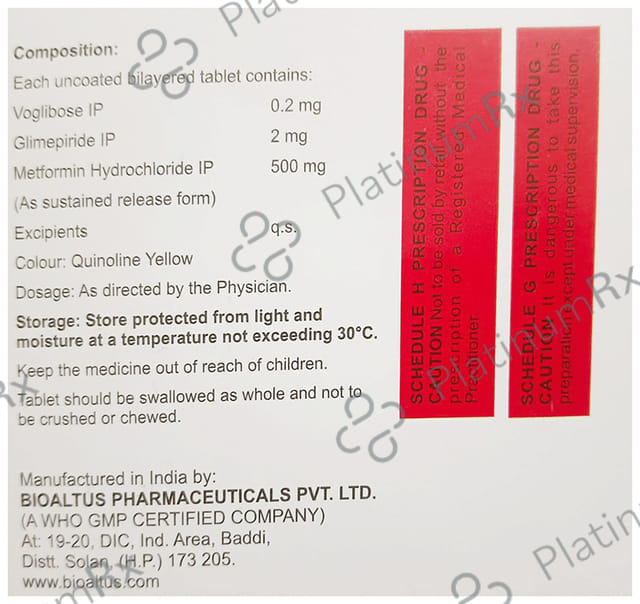 Composition:
Each uncoated bilayered tablet contains:
Voglibose IP 0.2 mg
Glimepiride IP 2 mg
Metformin Hydrochloride IP 500 mg
(As sustained release form)
Excipients q.s.
Colour: Quinoline Yellow
Dosage: As directed by the Physician.
Storage: Store protected from light and
moisture at a temperature not exceeding 30°C.
Keep the medicine out of reach of children.
Tablet should be swallowed as whole and not to
be crushed or chewed.
Manufactured in India by:
BIOALTUS PHARMACEUTICALS PVT. LTD.
(A WHO GMP CERTIFIED COMPANY)
At: 19-20, DIC, Ind. Area, Baddi,
Distt. Solan, (H.P.) 173 205.
www.bioaltus.com
SCHEDULE H PRESCRIPTION DRUG -
CAUTION Not to be sold by retail without the
prescription of a Registered Medical
Practitioner
SCHEDULE G PRESCRIPTION DRUG -
CAUTION It is dangerous to take this
preparation except under medical supervision.
PlatinumRx
PlatinumRx
PlatinumRx
Rx
PlatinumRx
Platin